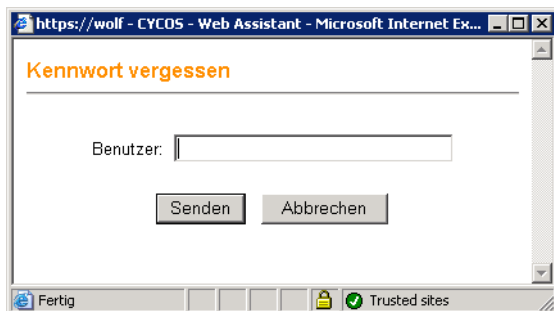 https://wolf - CYCOS - Web Assistant - Microsoft Internet Ex...
Kennwort vergessen
Benutzer:
Senden Abbrechen
Fertig Trusted sites